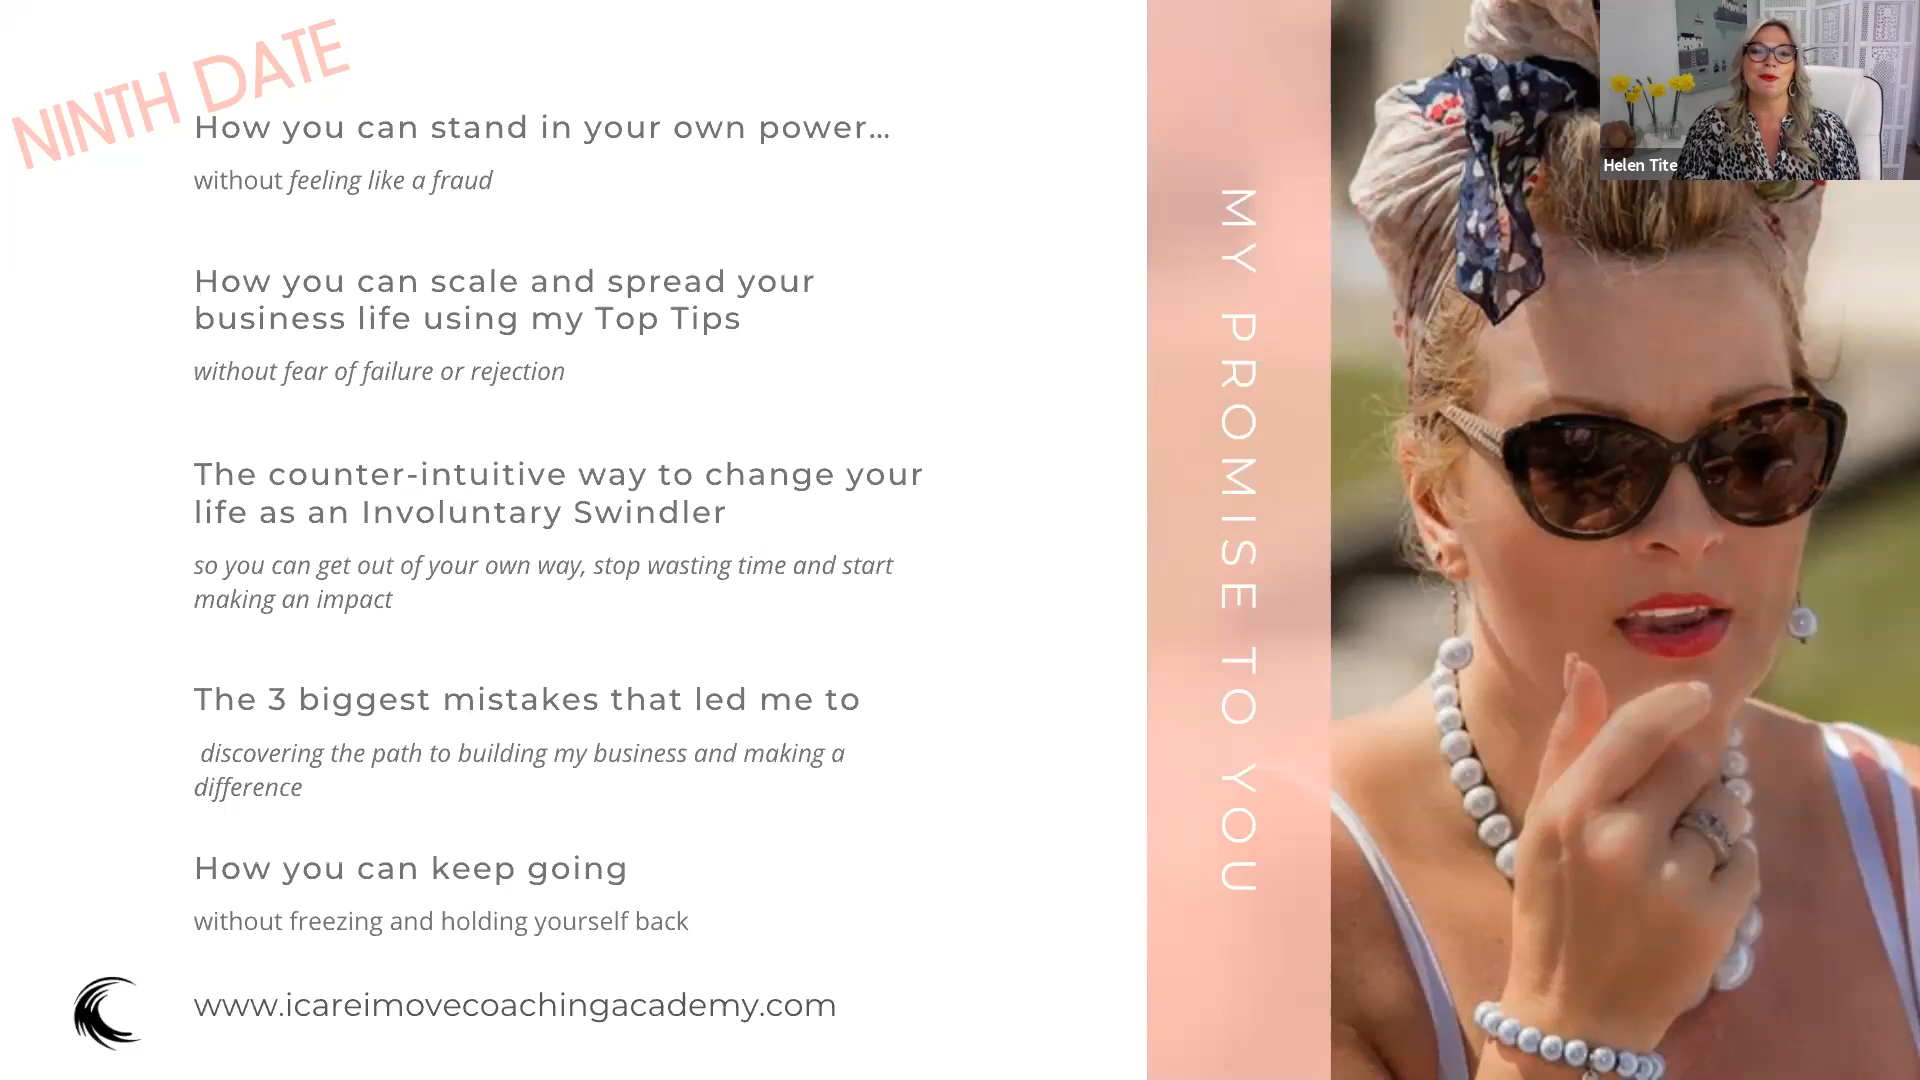 NINTH DATE
How you can stand in your own power...
without feeling like a fraud
How you can scale and spread your
business life using my Top Tips
without fear of failure or rejection
The counter-intuitive way to change your
life as an Involuntary Swindler
so you can get out of your own way, stop wasting time and start
making an impact
The 3 biggest mistakes that led me to
discovering the path to building my business and making a
difference
How you can keep going
without freezing and holding yourself back
www.icareimovecoachingacademy.com
MY PROMISE TO YOU
Helen Tite